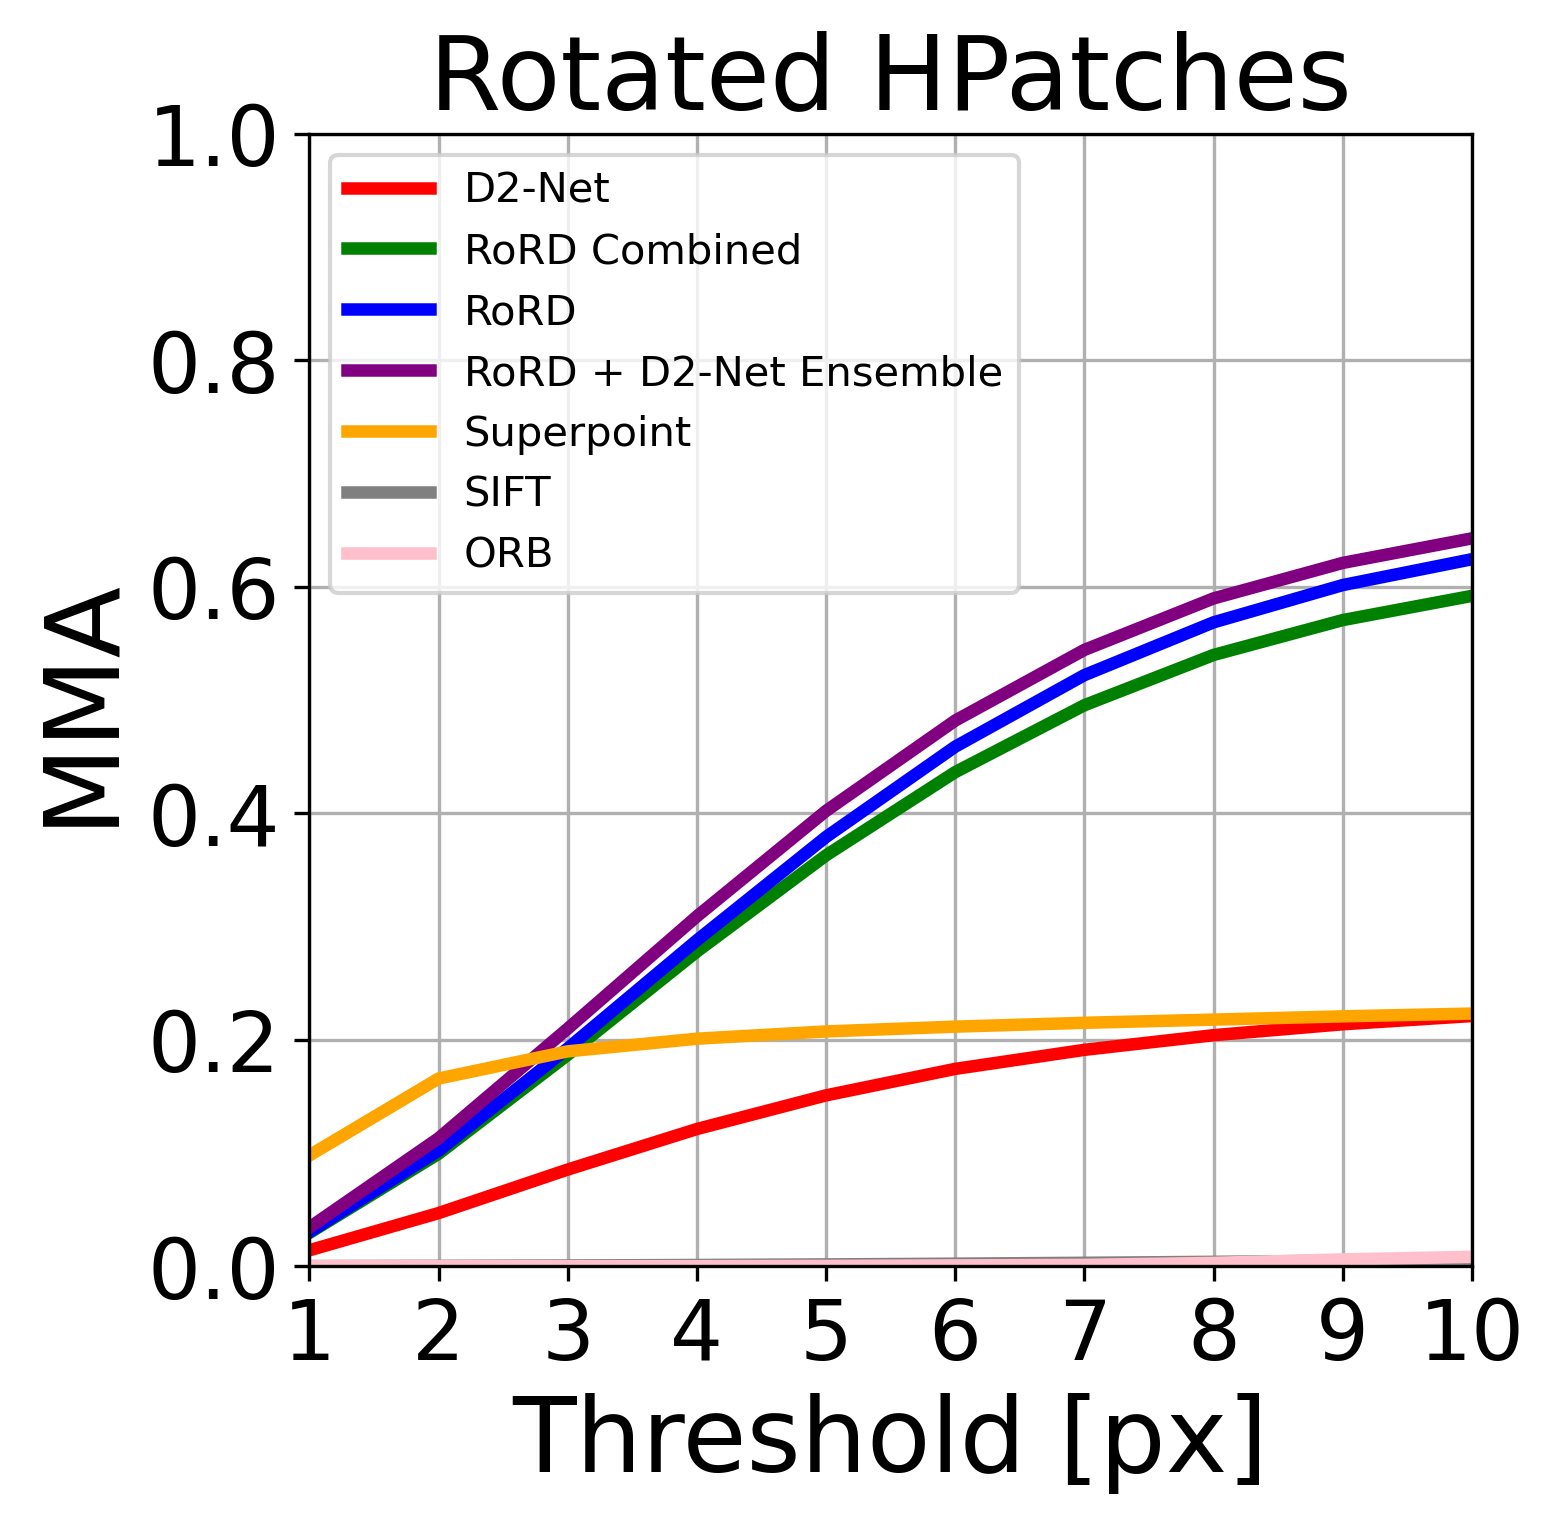 Rotated HPatches
1.0
0.8
0.6
0.4
0.2
0.0
MMA
D2-Net
RoRD Combined
RoRD
RoRD + D2-Net Ensemble
Superpoint
SIFT
ORB
1 2 3 4 5 6 7 8 9 10
Threshold [px]